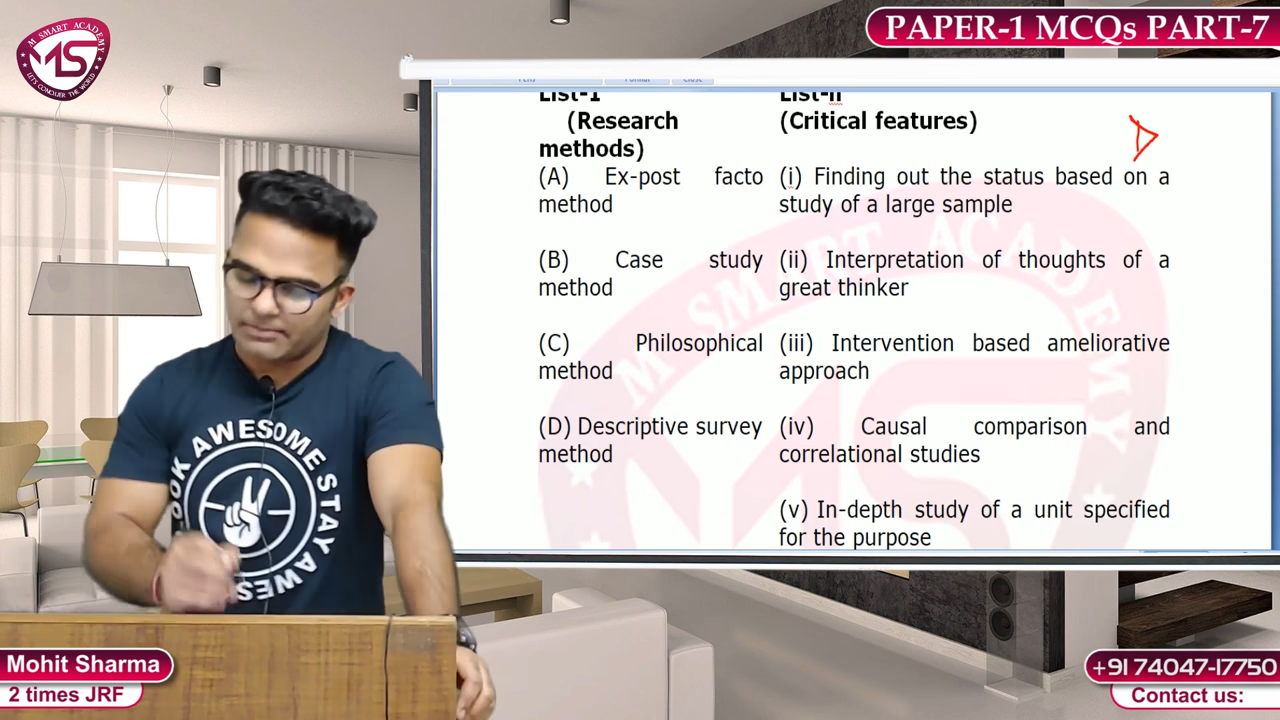 M SMART ACADEMY
MS
LET'S CONQUER THE WORLD
PAPER-1 MCQs PART-7
List-I
List-II
(Research
methods)
(Critical features)
(A) Ex-post facto
method
(i) Finding out the status based on a
study of a large sample
(B) Case study
method
(ii) Interpretation of thoughts of a
great thinker
(C) Philosophical
method
(iii) Intervention based ameliorative
approach
(D) Descriptive survey
method
(iv) Causal comparison and
correlational studies
(v) In-depth study of a unit specified
for the purpose
M SMART ACADEMY
LOOK AWESOME STAY AWES
Mohit Sharma
2 times JRF
+91 74047-17750
Contact us: